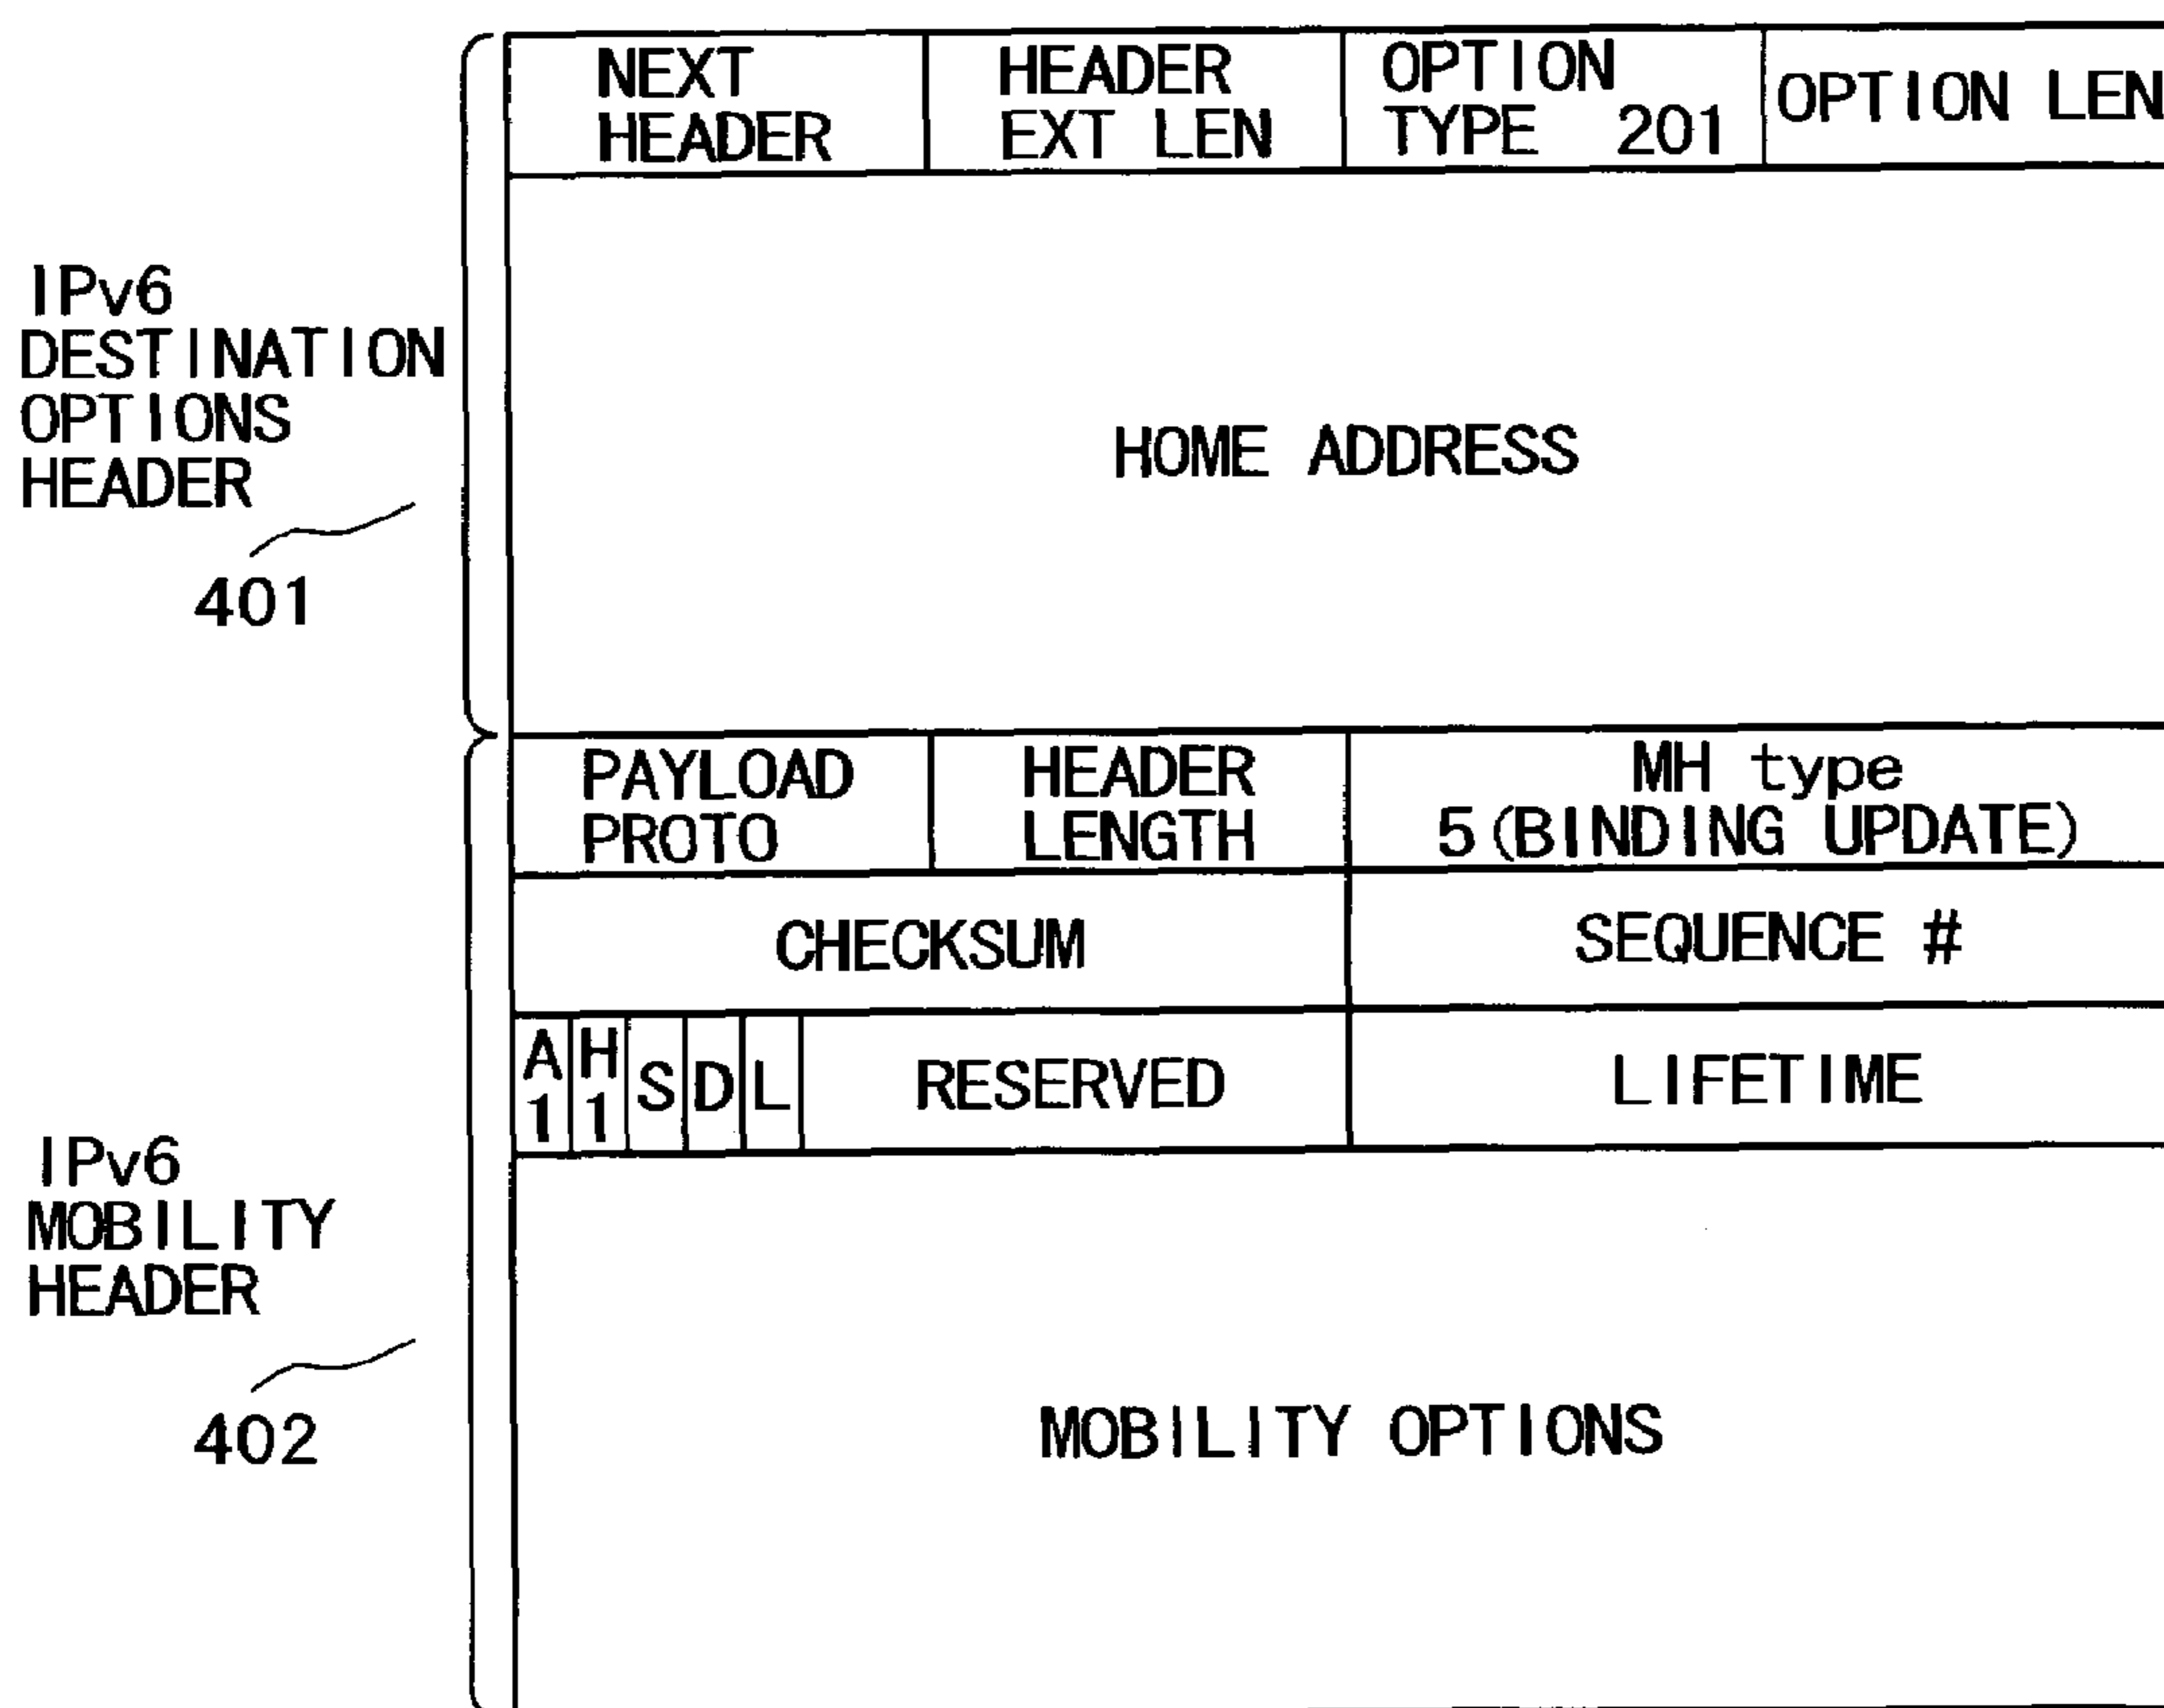 NEXT
HEADER
HEADER
EXT LEN
OPTION
TYPE 201
OPTION LEN
IPv6
DESTINATION
OPTIONS
HEADER
401
HOME ADDRESS
PAYLOAD
PROTO
HEADER
LENGTH
MH type
5 (BINDING UPDATE)
CHECKSUM
SEQUENCE #
A
1
H
1
S
D
L
RESERVED
LIFETIME
IPv6
MOBILITY
HEADER
402
MOBILITY OPTIONS